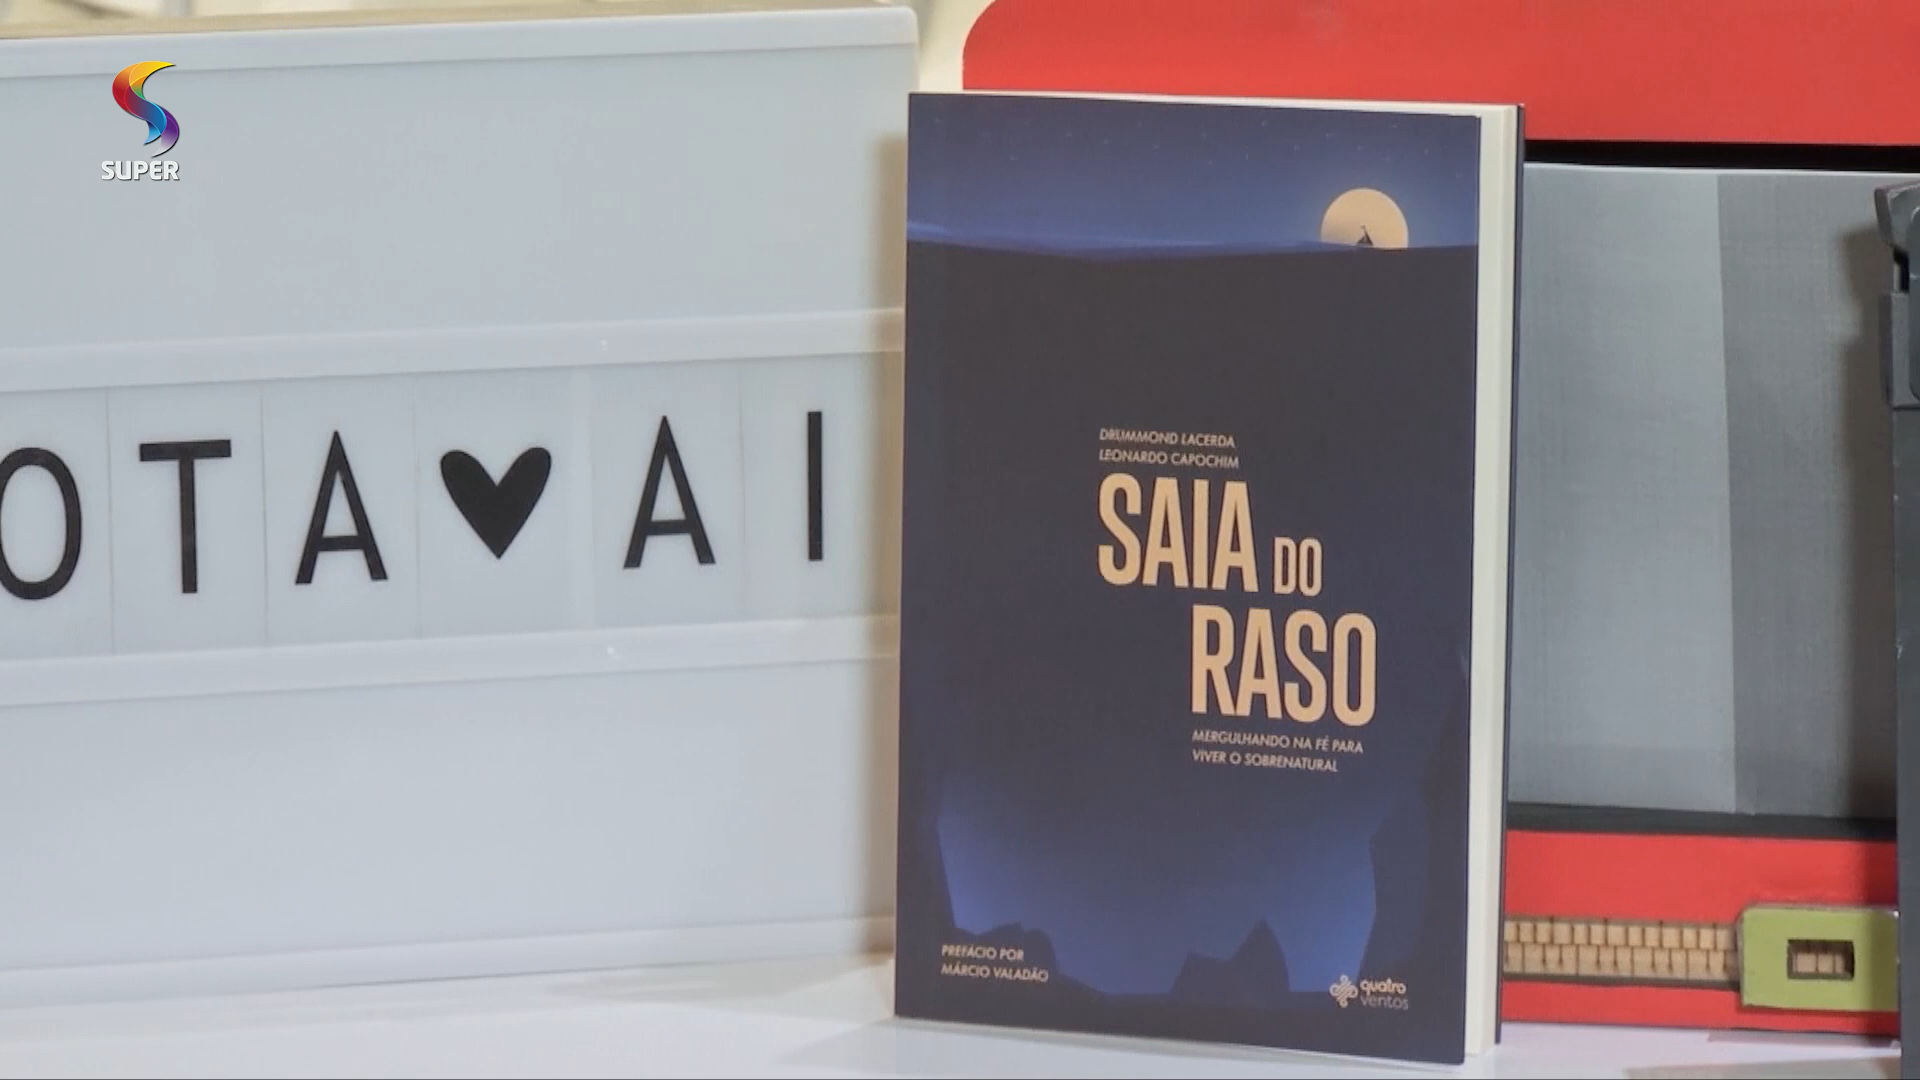 SUPER
OTA♥AI
DRUMMOND LACERDA
LEONARDO CAPOCHIM
SAIA DO
RASO
MERGULHANDO NA FÉ PARA
VIVER O SOBRENATURAL
PREFÁCIO POR
MÁRCIO VALADÃO
quatro
ventos